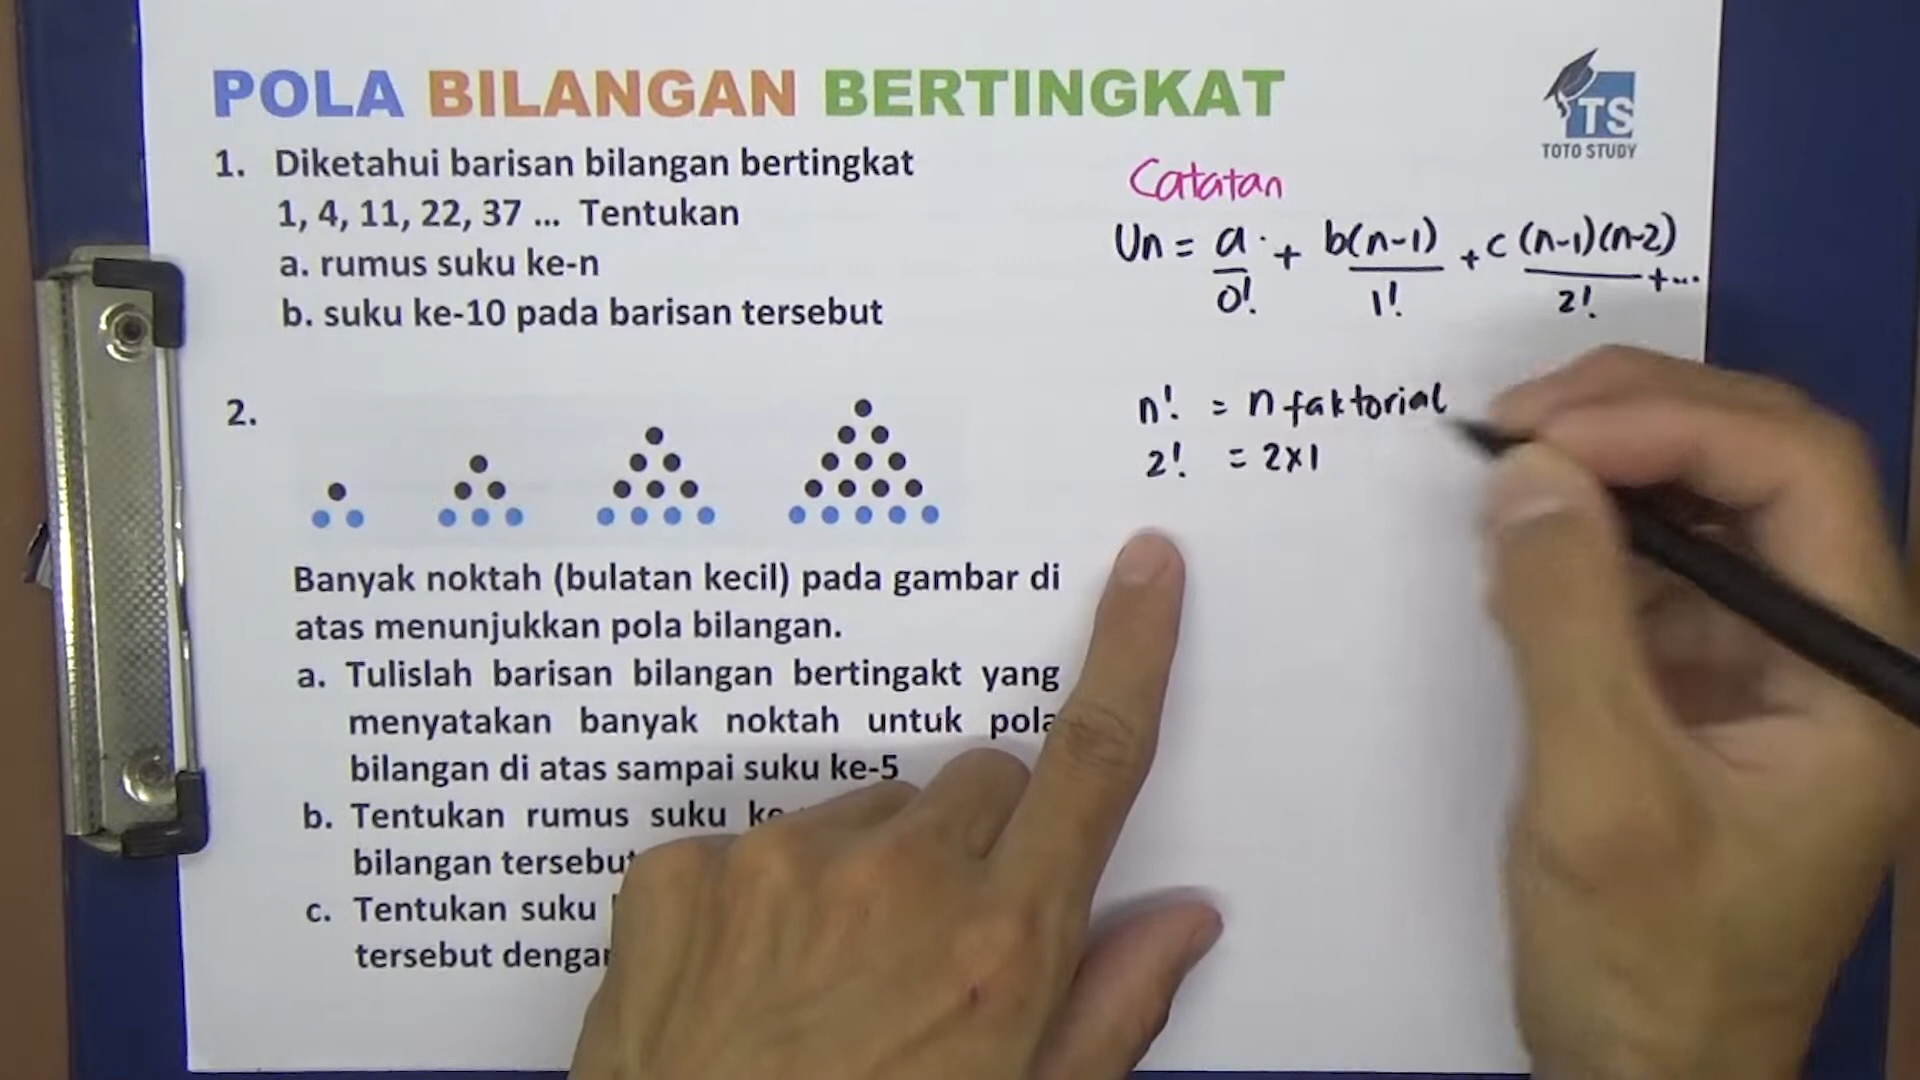 POLA BILANGAN BERTINGKAT
TS
TOTO STUDY
1. Diketahui barisan bilangan bertingkat
1, 4, 11, 22, 37 ... Tentukan
a. rumus suku ke-n
b. suku ke-10 pada barisan tersebut
Catatan
Un = a/0! + b(n-1)/1! + c(n-1)(n-2)/2! + ...
n! = n faktorial
2! = 2x1
2.
Banyak noktah (bulatan kecil) pada gambar di
atas menunjukkan pola bilangan.
a. Tulislah barisan bilangan bertingakt yang
menyatakan banyak noktah untuk pola
bilangan di atas sampai suku ke-5
b. Tentukan rumus suku
bilangan
c. Tentukan suku
tersebut